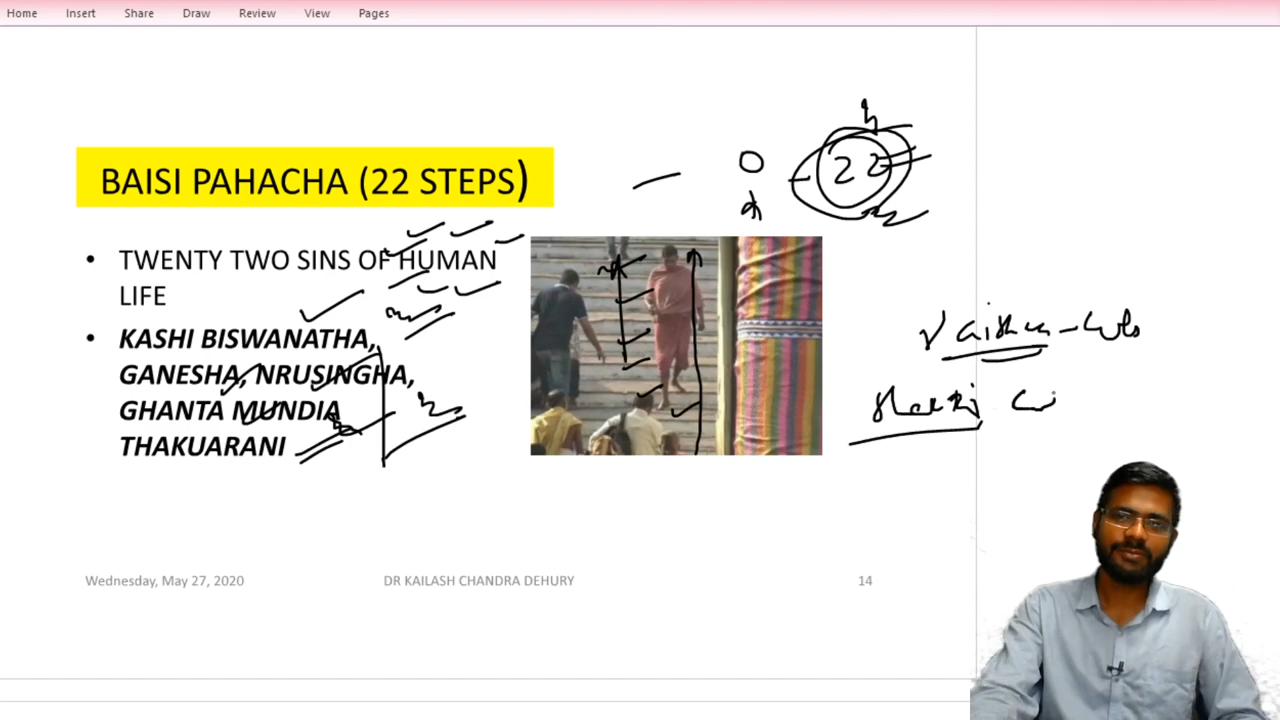 Home Insert Share Draw Review View Pages
BAISI PAHACHA (22 STEPS)
22
• TWENTY TWO SINS OF HUMAN
LIFE
• KASHI BISWANATHA,
GANESHA, NRUSINGHA,
GHANTA MUNDIA
THAKUARANI
Wednesday, May 27, 2020 DR KAILASH CHANDRA DEHURY 14